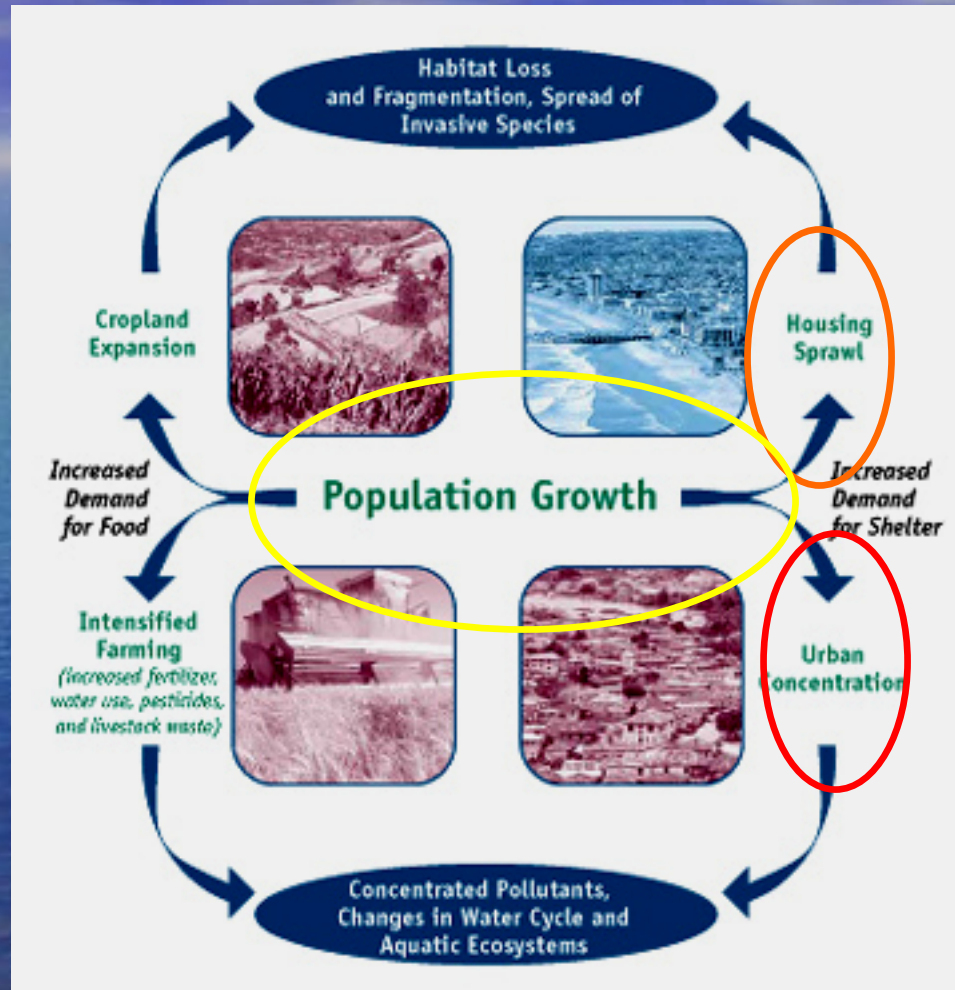 Habitat Loss
and Fragmentation, Spread of
Invasive Species
Cropland
Expansion
Housing
Sprawl
Increased
Demand
for Food
Population Growth
Increased
Demand
for Shelter
Intensified
Farming
(increased fertilizer,
water use, pesticides,
and livestock waste)
Urban
Concentration
Concentrated Pollutants,
Changes in Water Cycle and
Aquatic Ecosystems